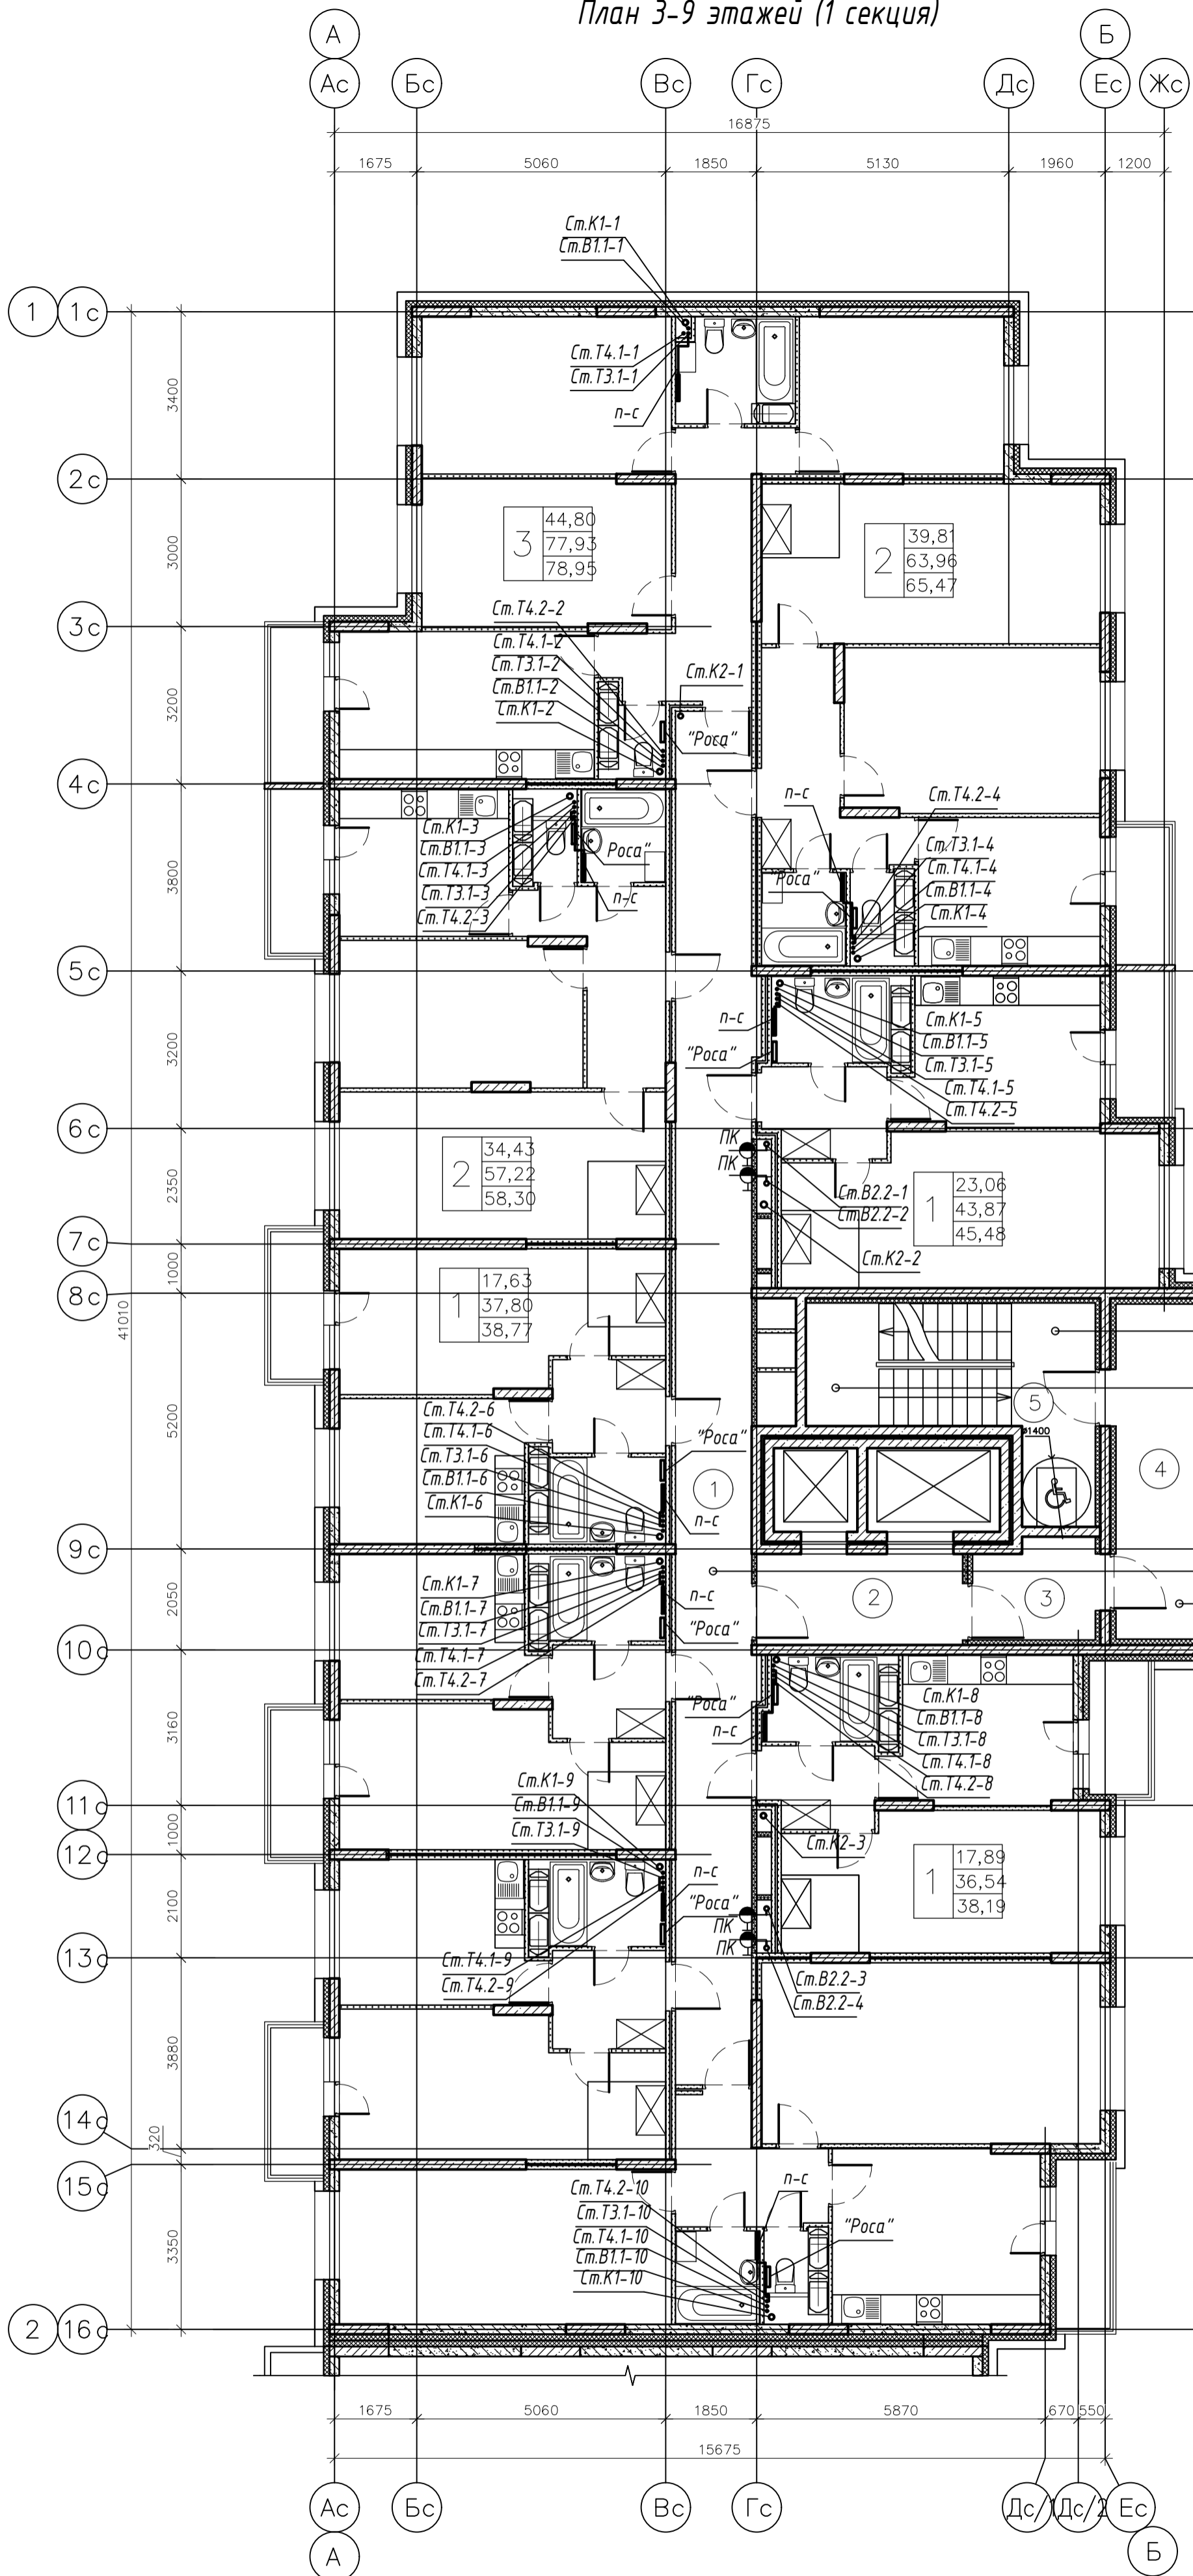 План 3-9 этажей (1 секция)
А
Б
Ас
Бс
Вс
Гс
Дс
Ес
Жс
16875
1675
5060
1850
5130
1960
1200
Ст.К1-1
Ст.В1.1-1
1
1с
Ст.Т4.1-1
Ст.Т3.1-1
п-с
3400
2с
3
44,80
77,93
78,95
2
39,81
63,96
65,47
3000
3с
Ст.Т4.2-2
Ст.Т4.1-2
Ст.Т3.1-2
Ст.В1.1-2
Ст.К1-2
Ст.К2-1
"Роса"
3200
4с
п-с
Ст.Т4.2-4
Ст.К1-3
Ст.В1.1-3
Ст.Т4.1-3
Ст.Т3.1-3
Ст.Т4.2-3
Роса"
п-с
Ст.Т3.1-4
Ст.Т4.1-4
Ст.В1.1-4
Ст.К1-4
"Роса"
3800
5с
п-с
"Роса"
Ст.К1-5
Ст.В1.1-5
Ст.Т3.1-5
Ст.Т4.1-5
Ст.Т4.2-5
3200
6с
ПК
ПК
2
34,43
57,22
58,30
Ст.В2.2-1
Ст.В2.2-2
Ст.К2-2
1
23,06
43,87
45,48
2350
7с
1000
8с
41010
1
17,63
37,80
38,77
5200
Ст.Т4.2-6
Ст.Т4.1-6
Ст.Т3.1-6
Ст.В1.1-6
Ст.К1-6
"Роса"
п-с
1
5
ø1400
4
9с
2050
Ст.К1-7
Ст.В1.1-7
Ст.Т3.1-7
Ст.Т4.1-7
Ст.Т4.2-7
п-с
"Роса"
2
3
10с
3160
"Роса"
п-с
Ст.К1-8
Ст.В1.1-8
Ст.Т3.1-8
Ст.Т4.1-8
Ст.Т4.2-8
Ст.К1-9
Ст.В1.1-9
Ст.Т3.1-9
11с
1000
12с
Ст.К2-3
1
17,89
36,54
38,19
п-с
"Роса"
ПК
ПК
2100
Ст.Т4.1-9
Ст.Т4.2-9
13с
Ст.В2.2-3
Ст.В2.2-4
3880
14с
320
15с
Ст.Т4.2-10
Ст.Т3.1-10
Ст.Т4.1-10
Ст.В1.1-10
Ст.К1-10
п-с
"Роса"
3350
2
16с
1675
5060
1850
5870
670
550
15675
Ас
Бс
Вс
Гс
Дс/1
Дс/2
Ес
А
Б